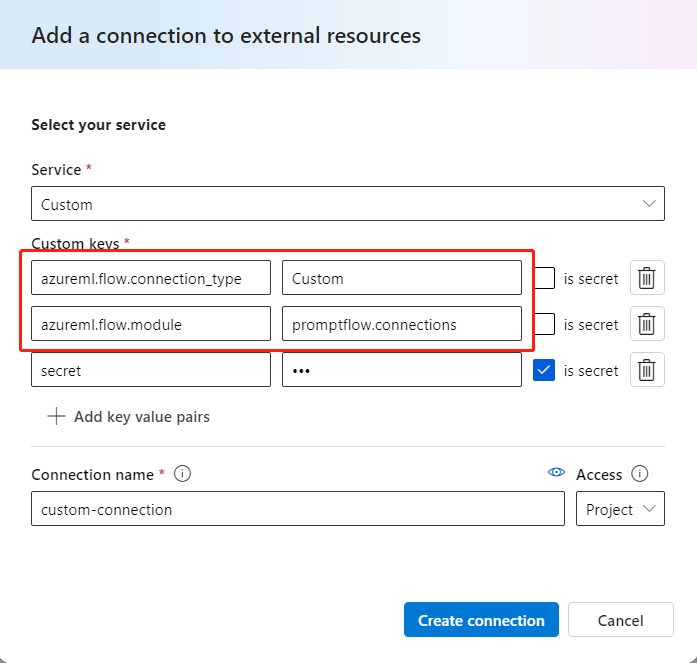 Add a connection to external resources
Select your service
Service *
Custom
Custom keys *
azureml.flow.connection_type Custom is secret
azureml.flow.module promptflow.connections is secret
secret ••• is secret
Add key value pairs
Connection name * Access
custom-connection Project
Create connection Cancel